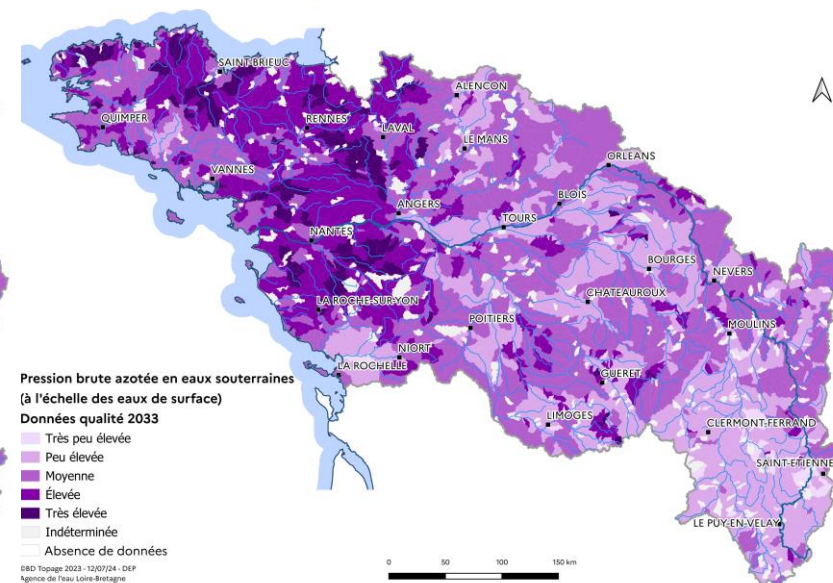 SAINT-BRIEUC
ALENCON
QUIMPER
RENNES
LAVAL
LE MANS
ORLEANS
VANNES
BLOIS
ANGERS
TOURS
NANTES
BOURGES
NEVERS
CHATEAUROUX
LA ROCHE-SUR-YON
POITIERS
MOULINS
NIORT
LA ROCHELLE
GUERET
LIMOGES
CLERMONT-FERRAND
SAINT-ETIENNE
LE PUY-EN-VELAY
Pression brute azotée en eaux souterraines
(à l'échelle des eaux de surface)
Données qualité 2033
Très peu élevée
Peu élevée
Moyenne
Élevée
Très élevée
Indéterminée
Absence de données
BD Topage 2023 - 12/07/24 - DEP
Agence de l'eau Loire-Bretagne
0 50 100 150 km